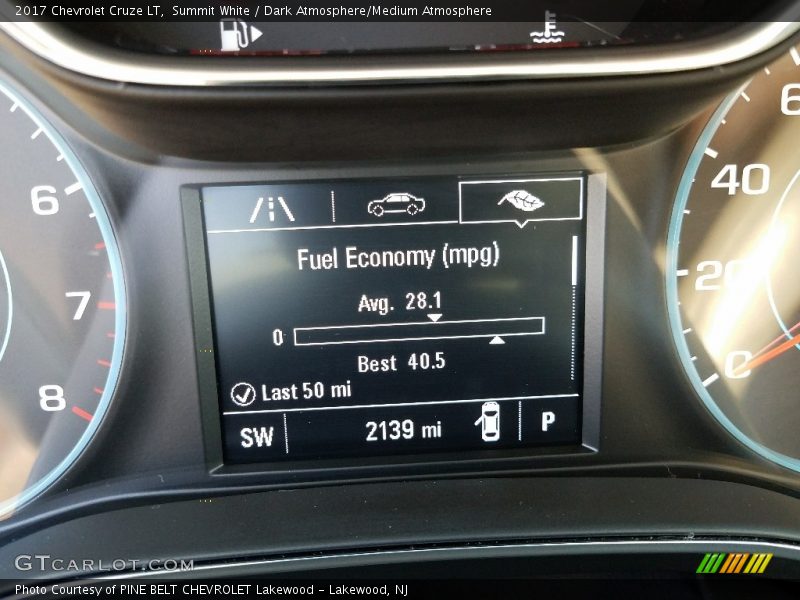 2017 Chevrolet Cruze LT,  Summit White / Dark Atmosphere/Medium Atmosphere
Fuel Economy (mpg)
Avg. 28.1
0
Best 40.5
Last 50 mi
SW 2139 mi P
6
7
8
6
40
20
0
GTCARLOT.COM
Photo Courtesy of PINE BELT CHEVROLET Lakewood - Lakewood, NJ